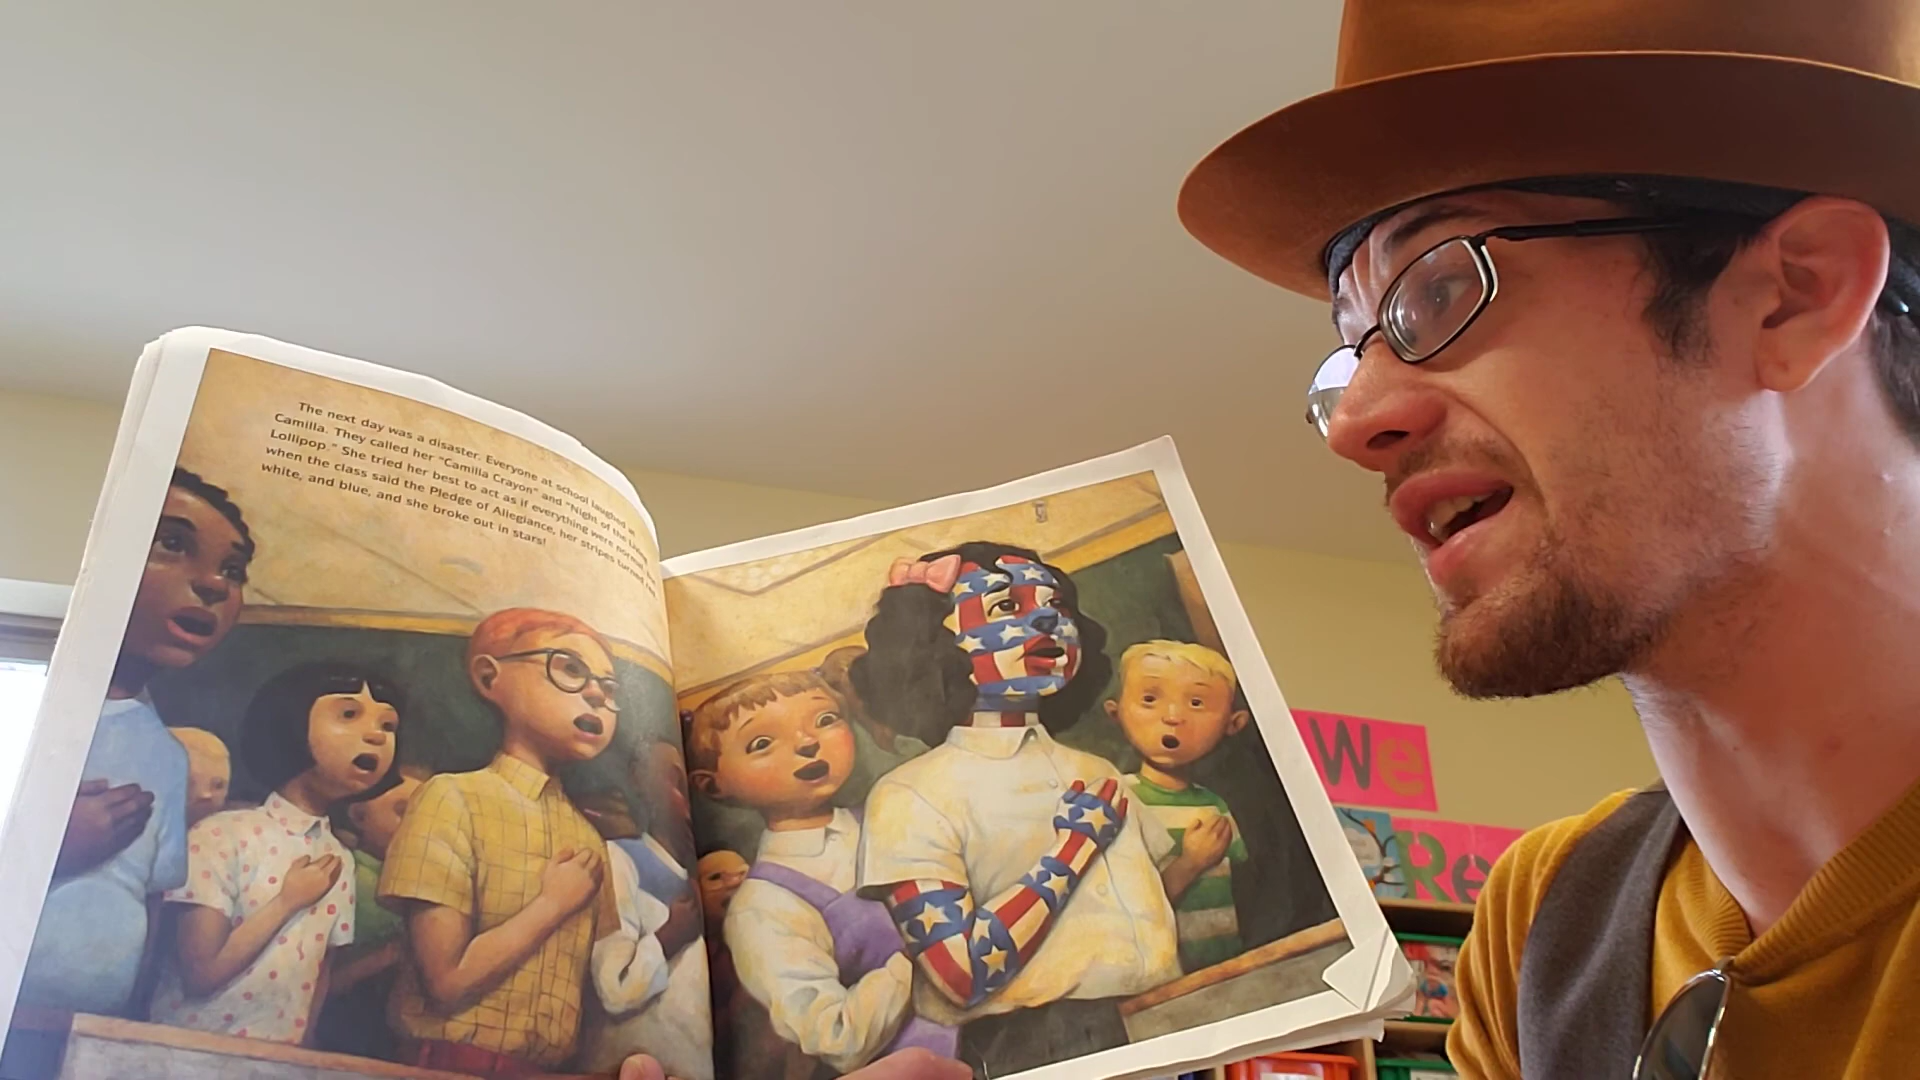 The next day was a disaster. Everyone at school laughed at
Camilla. They called her "Camilla Crayon" and "Night of the Living
Lollipop." She tried her best to act as if everything were normal, but
when the class said the Pledge of Allegiance, her stripes turned red,
white, and blue, and she broke out in stars!
We
Re